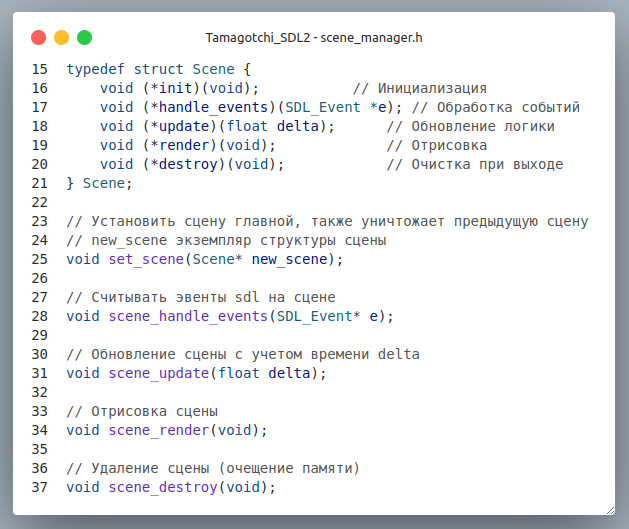 Tamagotchi_SDL2 - scene_manager.h
15 typedef struct Scene {
16     void (*init)(void);           // Инициализация
17     void (*handle_events)(SDL_Event *e); // Обработка событий
18     void (*update)(float delta);      // Обновление логики
19     void (*render)(void);             // Отрисовка
20     void (*destroy)(void);            // Очистка при выходе
21 } Scene;
22
23 // Установить сцену главной, также уничтожает предыдущую сцену
24 // new_scene экземпляр структуры сцены
25 void set_scene(Scene* new_scene);
26
27 // Считывать эвенты sdl на сцене
28 void scene_handle_events(SDL_Event* e);
29
30 // Обновление сцены с учетом времени delta
31 void scene_update(float delta);
32
33 // Отрисовка сцены
34 void scene_render(void);
35
36 // Удаление сцены (очещение памяти)
37 void scene_destroy(void);